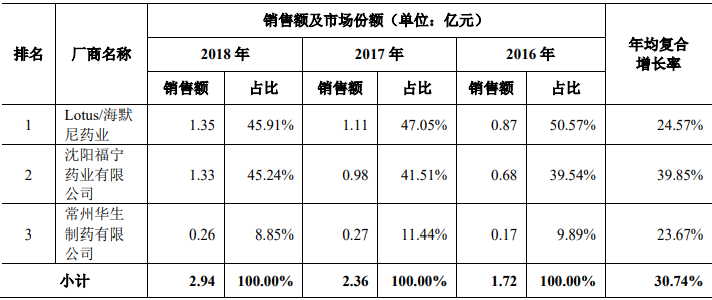 排名 厂商名称 销售额及市场份额（单位：亿元） 年均复合增长率
2018 年 2017 年 2016 年
销售额 占比 销售额 占比 销售额 占比
1 Lotus/海默尼药业 1.35 45.91% 1.11 47.05% 0.87 50.57% 24.57%
2 沈阳福宁药业有限公司 1.33 45.24% 0.98 41.51% 0.68 39.54% 39.85%
3 常州华生制药有限公司 0.26 8.85% 0.27 11.44% 0.17 9.89% 23.67%
小计 2.94 100.00% 2.36 100.00% 1.72 100.00% 30.74%